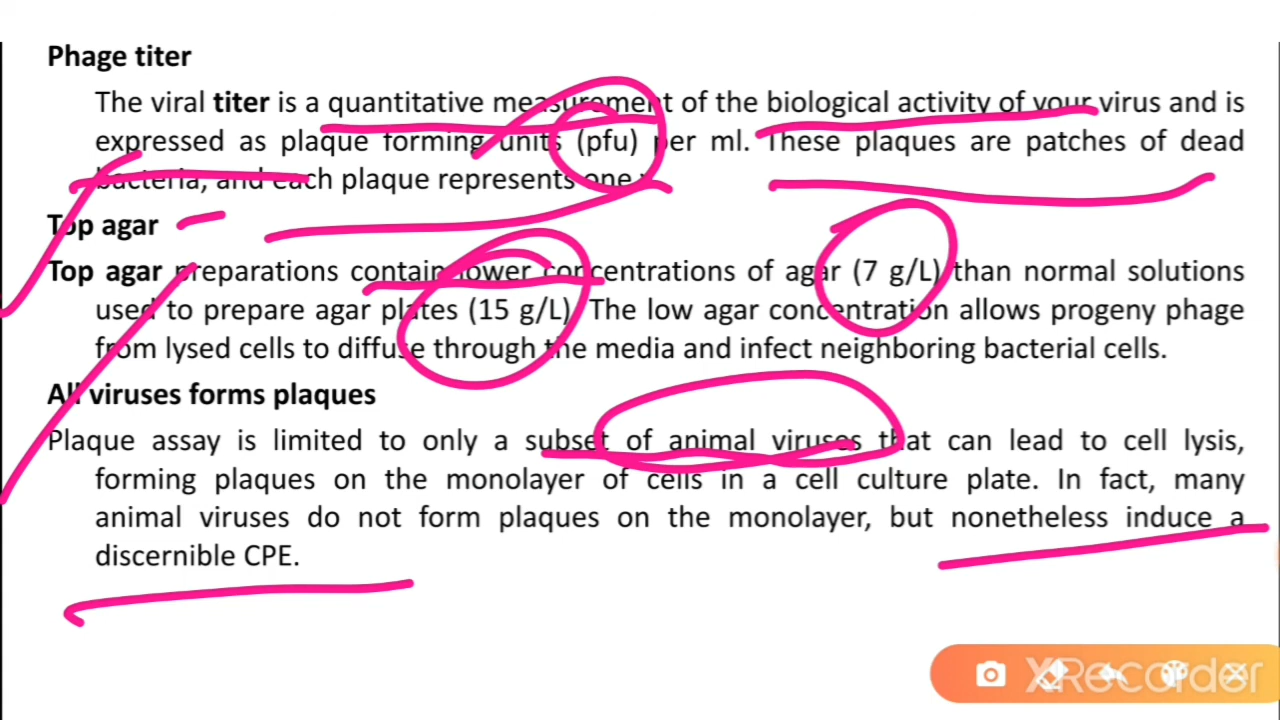 Phage titer
The viral titer is a quantitative measurement of the biological activity of your virus and is
expressed as plaque forming units (pfu) per ml. These plaques are patches of dead
bacteria, and each plaque represents one
Top agar
Top agar preparations contain lower concentrations of agar (7 g/L) than normal solutions
used to prepare agar plates (15 g/L). The low agar concentration allows progeny phage
from lysed cells to diffuse through the media and infect neighboring bacterial cells.
All viruses forms plaques
Plaque assay is limited to only a subset of animal viruses that can lead to cell lysis,
forming plaques on the monolayer of cells in a cell culture plate. In fact, many
animal viruses do not form plaques on the monolayer, but nonetheless induce a
discernible CPE.
XRecorder